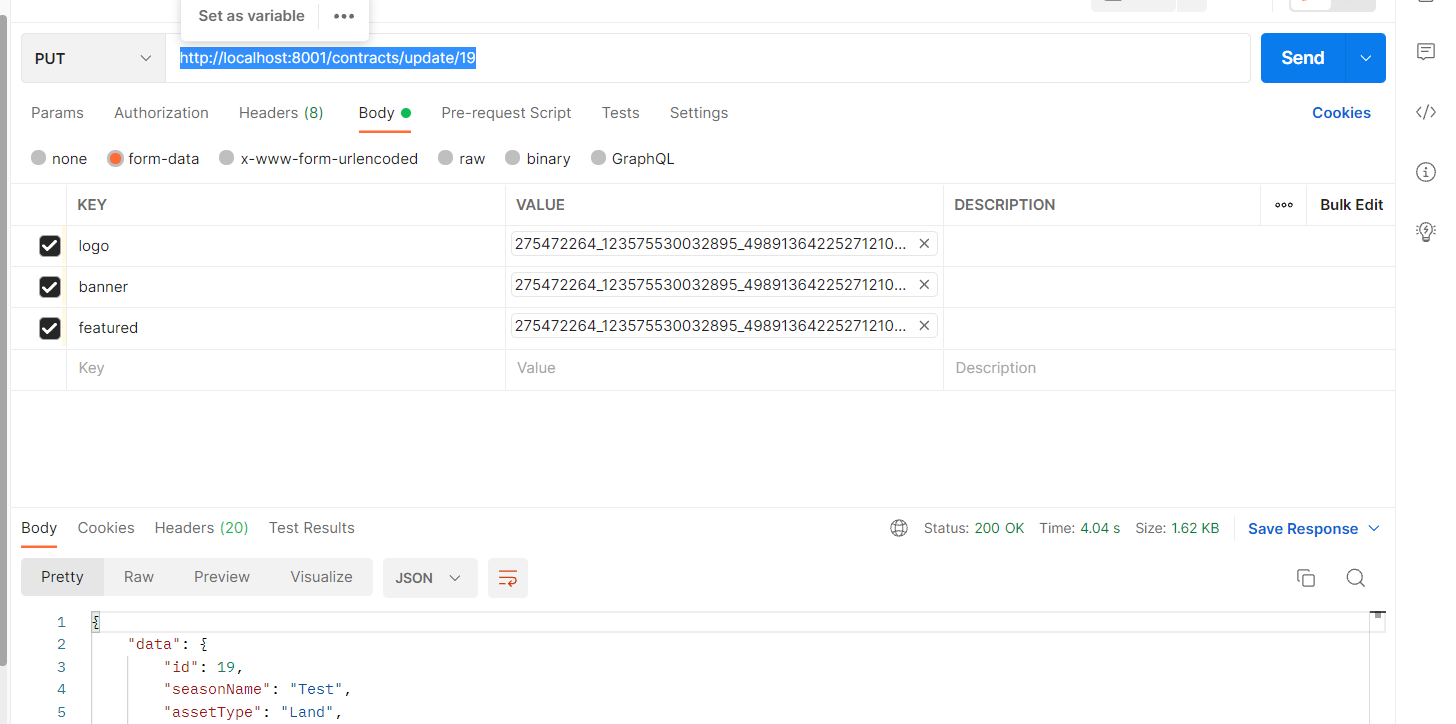 Set as variable •••
PUT http://localhost:8001/contracts/update/19 Send
Params Authorization Headers (8) Body Pre-request Script Tests Settings Cookies
none form-data x-www-form-urlencoded raw binary GraphQL
KEY VALUE DESCRIPTION Bulk Edit
logo 275472264_123575530032895_49891364225271210...
banner 275472264_123575530032895_49891364225271210...
featured 275472264_123575530032895_49891364225271210...
Key Value Description
Body Cookies Headers (20) Test Results Status: 200 OK Time: 4.04 s Size: 1.62 KB Save Response
Pretty Raw Preview Visualize JSON
1 {
2 "data": {
3 "id": 19,
4 "seasonName": "Test",
5 "assetType": "Land",